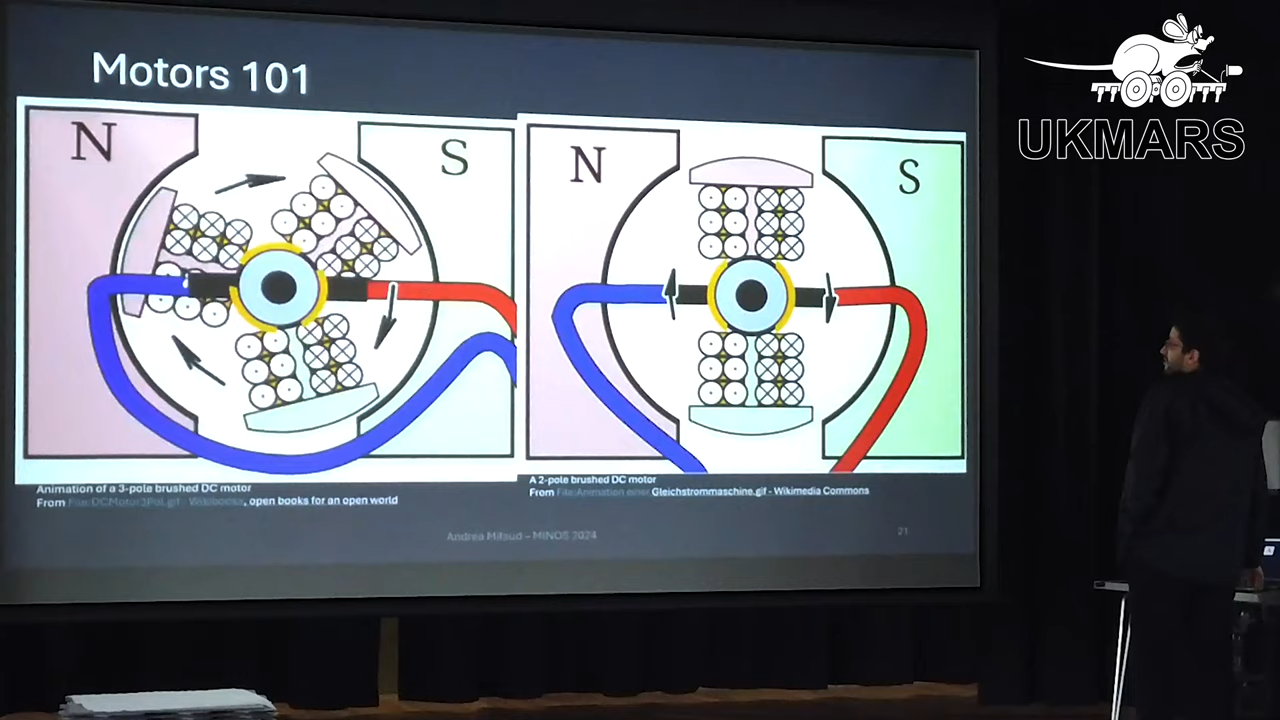 Motors 101
N
S
N
S
Animation of a 3-pole brushed DC motor
From File:DCMotor3Pol.gif - Wikibooks, open books for an open world
A 2-pole brushed DC motor
From File:Animation einer Gleichstrommaschine.gif - Wikimedia Commons
Andrea Mifsud – MINOS 2024
21
UKMARS